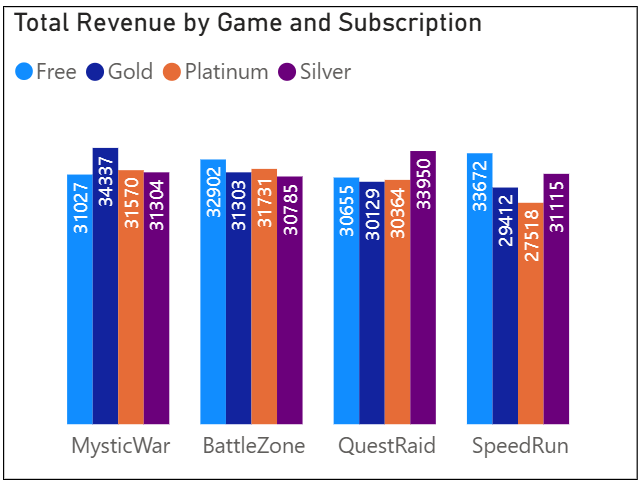 Total Revenue by Game and Subscription
Free Gold Platinum Silver
31027 34337 31570 31304 32902 31303 31731 30785 30655 30129 30364 33950 33672 29412 27518 31115
MysticWar BattleZone QuestRaid SpeedRun